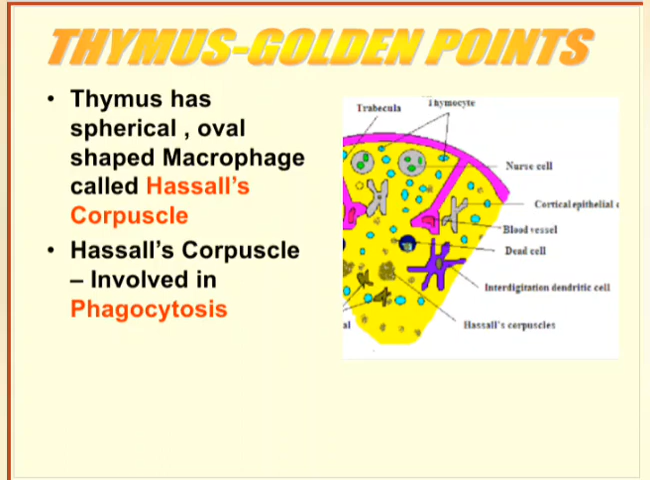 THYMUS-GOLDEN POINTS
• Thymus has
spherical , oval
shaped Macrophage
called Hassall's
Corpuscle
• Hassall's Corpuscle
– Involved in
Phagocytosis
Trabecula
Thymocyte
Nurse cell
Cortical epithelial c
Blood vessel
Dead cell
Interdigitation dendritic cell
Hassall's corpuscles
al